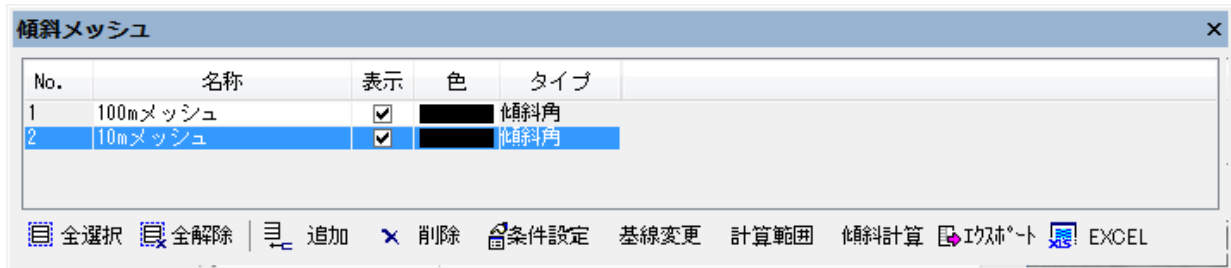 傾斜メッシュ
No. 名称 表示 色 タイプ
1 100mメッシュ 傾斜角
2 10mメッシュ 傾斜角
全選択 全解除 追加 削除 条件設定 基線変更 計算範囲 傾斜計算 ｴｸｽﾎﾟｰﾄ EXCEL